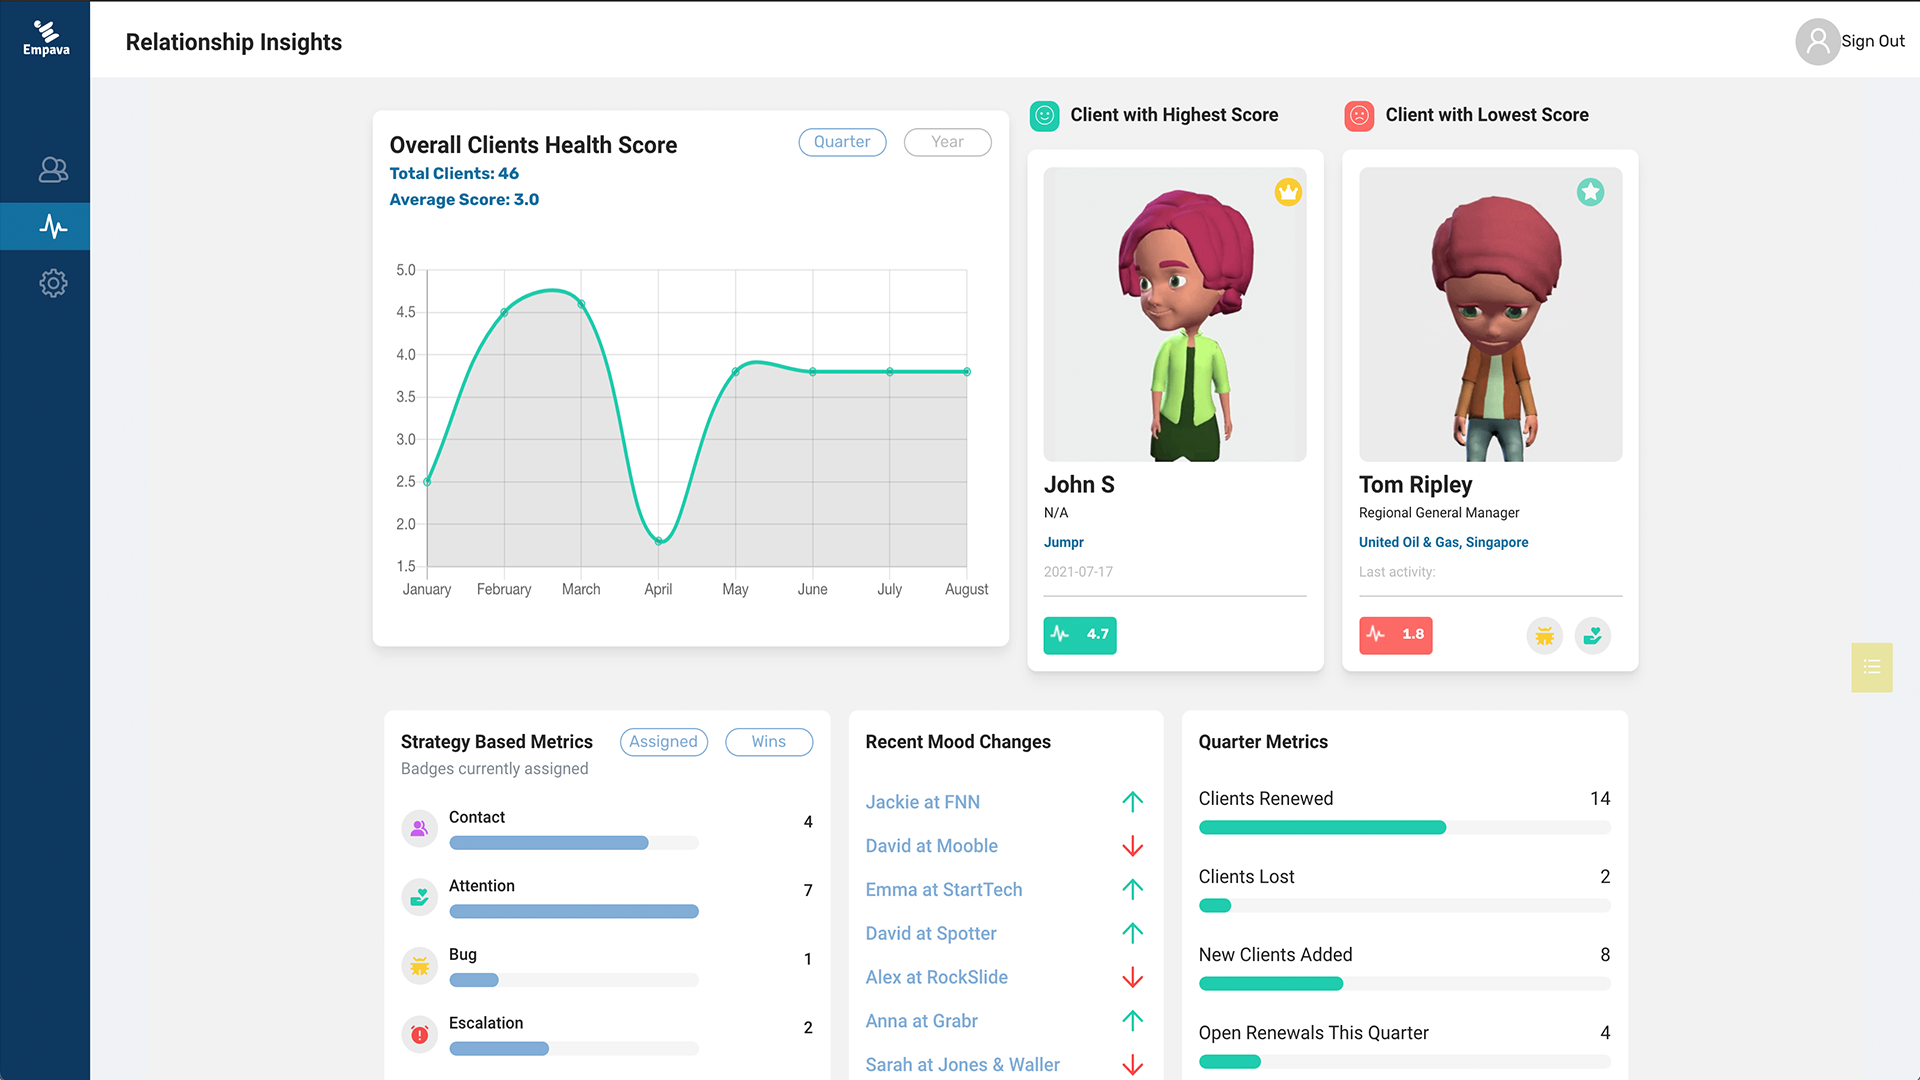 Empava
Relationship Insights
Sign Out
Overall Clients Health Score
Quarter
Year
Total Clients: 46
Average Score: 3.0
5.0
4.5
4.0
3.5
3.0
2.5
2.0
1.5
January February March April May June July August
Client with Highest Score
John S
N/A
Jumpr
2021-07-17
4.7
Client with Lowest Score
Tom Ripley
Regional General Manager
United Oil & Gas, Singapore
Last activity:
1.8
Strategy Based Metrics
Assigned
Wins
Badges currently assigned
Contact 4
Attention 7
Bug 1
Escalation 2
Recent Mood Changes
Jackie at FNN
David at Mooble
Emma at StartTech
David at Spotter
Alex at RockSlide
Anna at Grabr
Sarah at Jones & Waller
Quarter Metrics
Clients Renewed 14
Clients Lost 2
New Clients Added 8
Open Renewals This Quarter 4